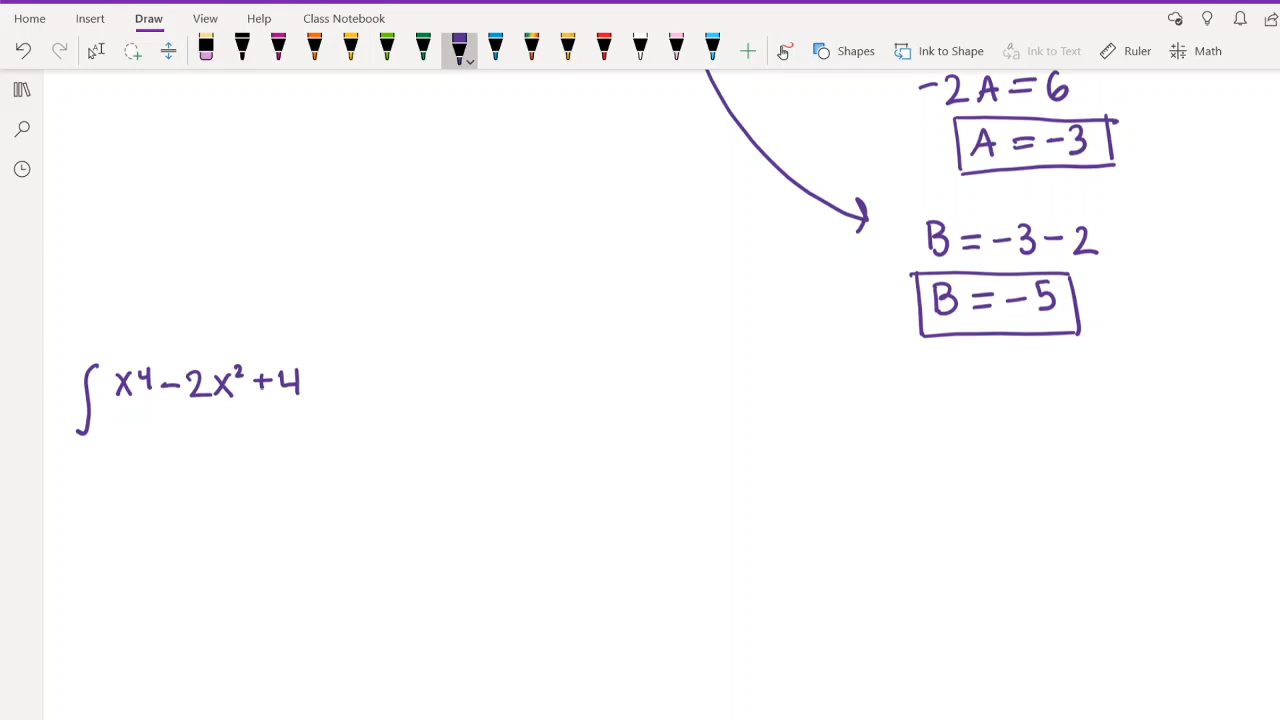 Home Insert Draw View Help Class Notebook
Shapes Ink to Shape Ink to Text Ruler Math
-2A = 6
A = -3
B = -3 - 2
B = -5
∫ x⁴ - 2x² + 4